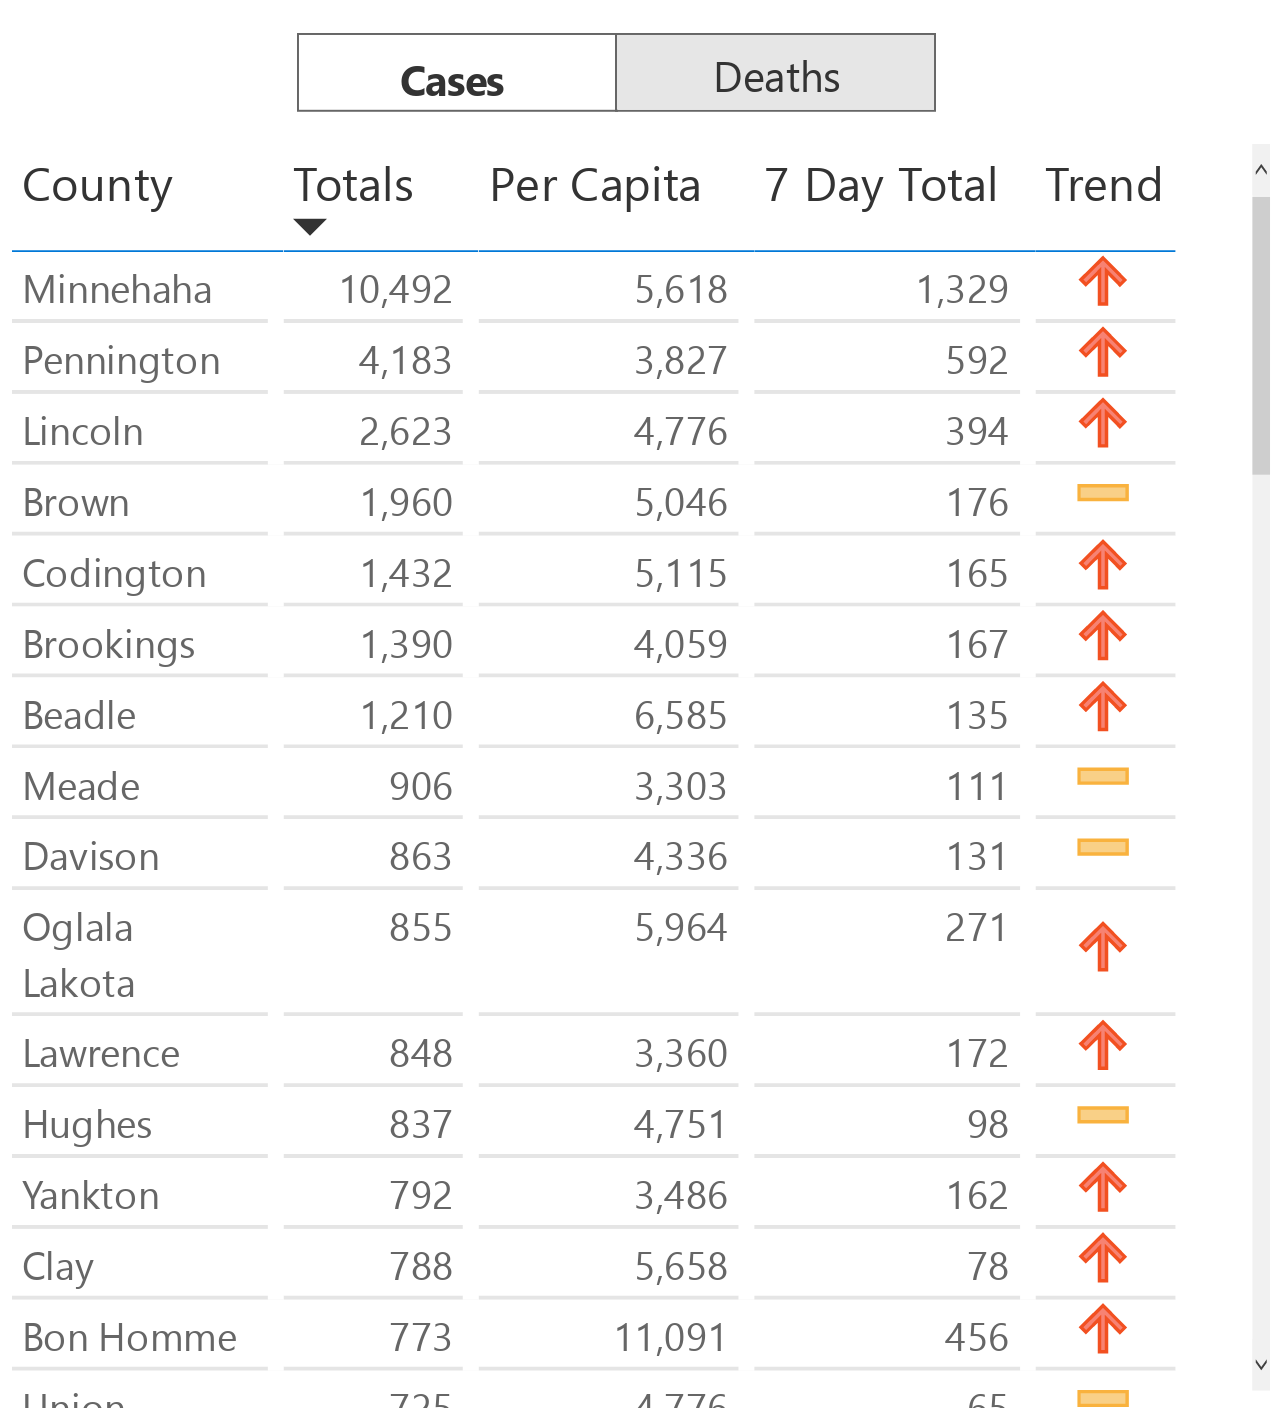 Cases Deaths
County Totals Per Capita 7 Day Total Trend
Minnehaha 10,492 5,618 1,329
Pennington 4,183 3,827 592
Lincoln 2,623 4,776 394
Brown 1,960 5,046 176
Codington 1,432 5,115 165
Brookings 1,390 4,059 167
Beadle 1,210 6,585 135
Meade 906 3,303 111
Davison 863 4,336 131
Oglala 855 5,964 271
Lakota
Lawrence 848 3,360 172
Hughes 837 4,751 98
Yankton 792 3,486 162
Clay 788 5,658 78
Bon Homme 773 11,091 456
Union 725 4,776 65